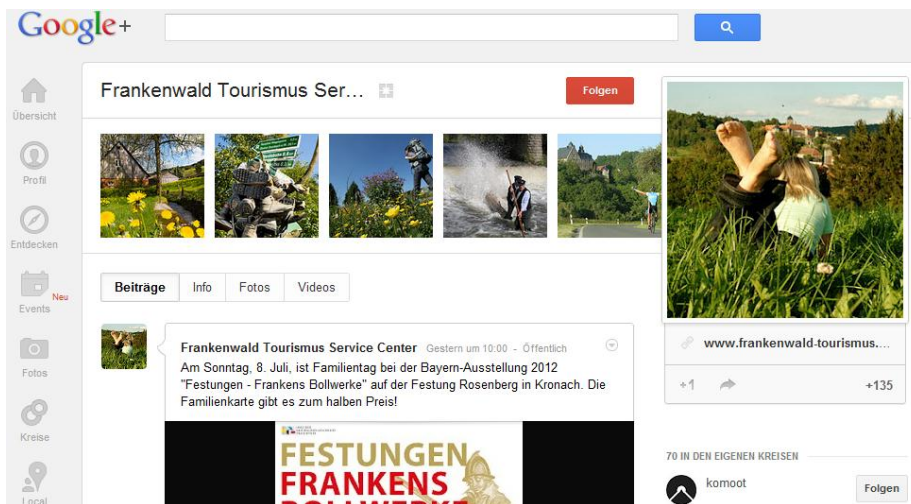 Google+
Frankenwald Tourismus Ser...
Folgen
Übersicht
Profil
Entdecken
Events
Neu
Fotos
Kreise
Local
Beiträge
Info
Fotos
Videos
Frankenwald Tourismus Service Center Gestern um 10:00 - Öffentlich
Am Sonntag, 8. Juli, ist Familientag bei der Bayern-Ausstellung 2012
"Festungen - Frankens Bollwerke" auf der Festung Rosenberg in Kronach. Die
Familienkarte gibt es zum halben Preis!
FESTUNGEN
FRANKENS
BOLLWERKE
www.frankenwald-tourismus....
+1
+135
70 IN DEN EIGENEN KREISEN
komoot
Folgen